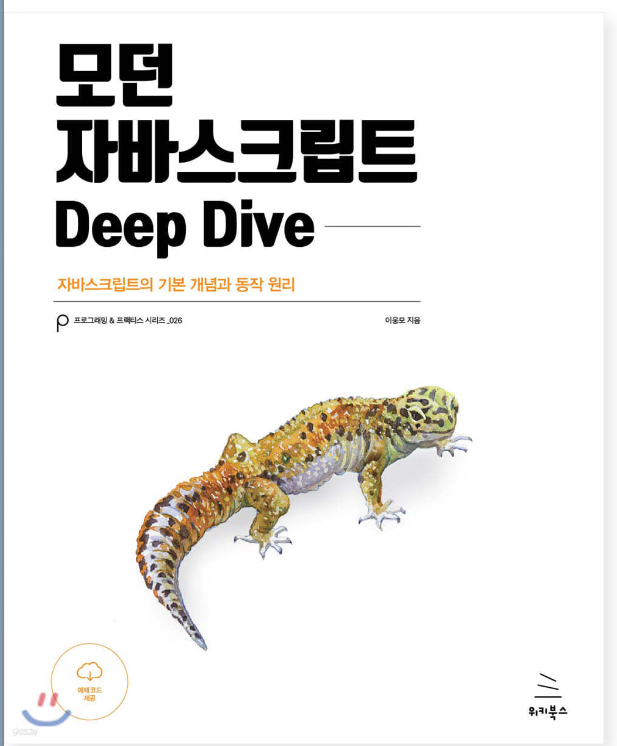 모던
자바스크립트
Deep Dive
자바스크립트의 기본 개념과 동작 원리
프로그래밍 & 프랙티스 시리즈_026
이웅모 지음
예제 코드
제공
위키북스
yes24